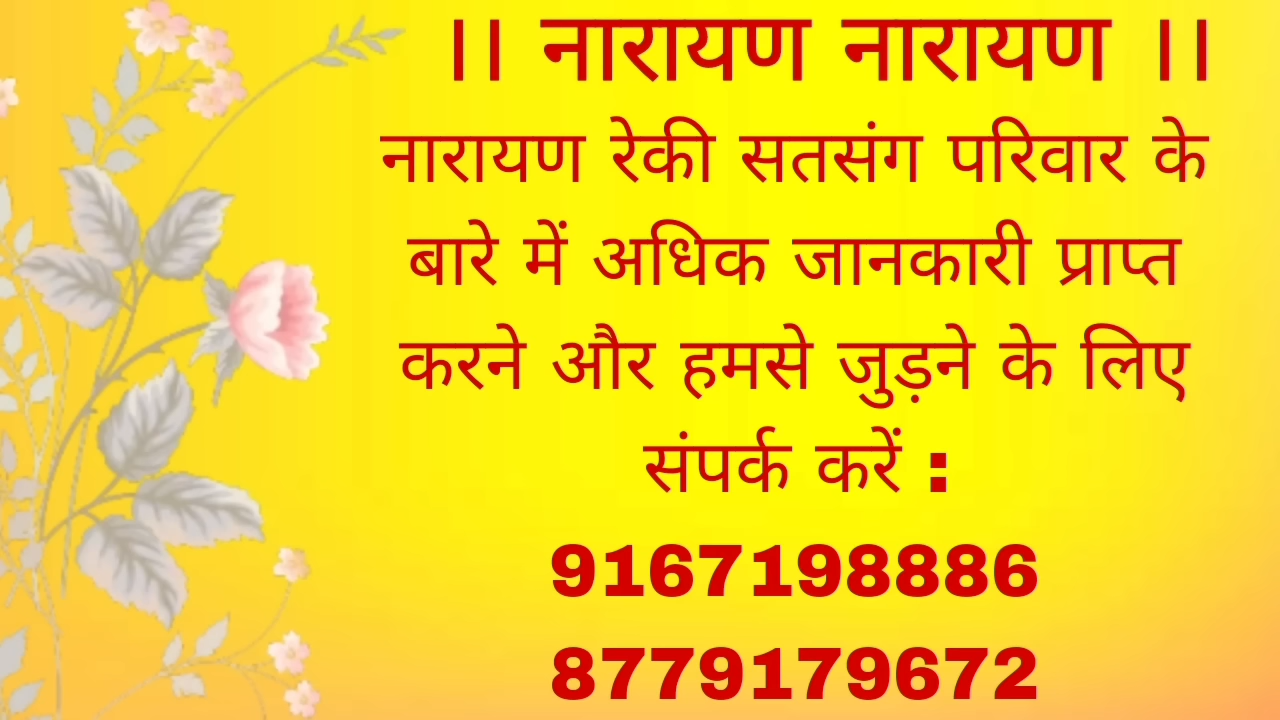 ।। नारायण नारायण ।।
नारायण रेकी सतसंग परिवार के
बारे में अधिक जानकारी प्राप्त
करने और हमसे जुड़ने के लिए
संपर्क करें :
9167198886
8779179672